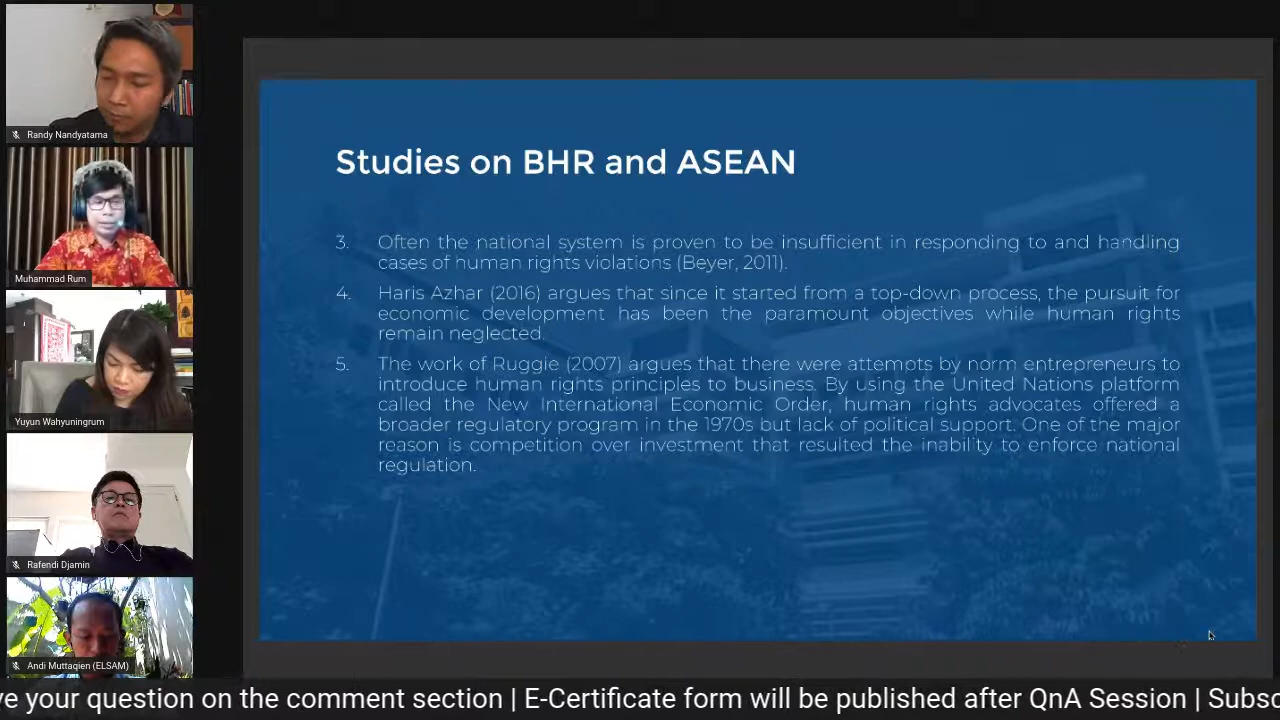 Randy Nandyatama
Muhammad Rum
Yuyun Wahyuningrum
Rafendi Djamin
Andi Muttaqien (ELSAM)
Studies on BHR and ASEAN
3. Often the national system is proven to be insufficient in responding to and handling
cases of human rights violations (Beyer, 2011).
4. Haris Azhar (2016) argues that since it started from a top-down process, the pursuit for
economic development has been the paramount objectives while human rights
remain neglected.
5. The work of Ruggie (2007) argues that there were attempts by norm entrepreneurs to
introduce human rights principles to business. By using the United Nations platform
called the New International Economic Order, human rights advocates offered a
broader regulatory program in the 1970s but lack of political support. One of the major
reason is competition over investment that resulted the inability to enforce national
regulation.
ve your question on the comment section | E-Certificate form will be published after QnA Session | Subsc